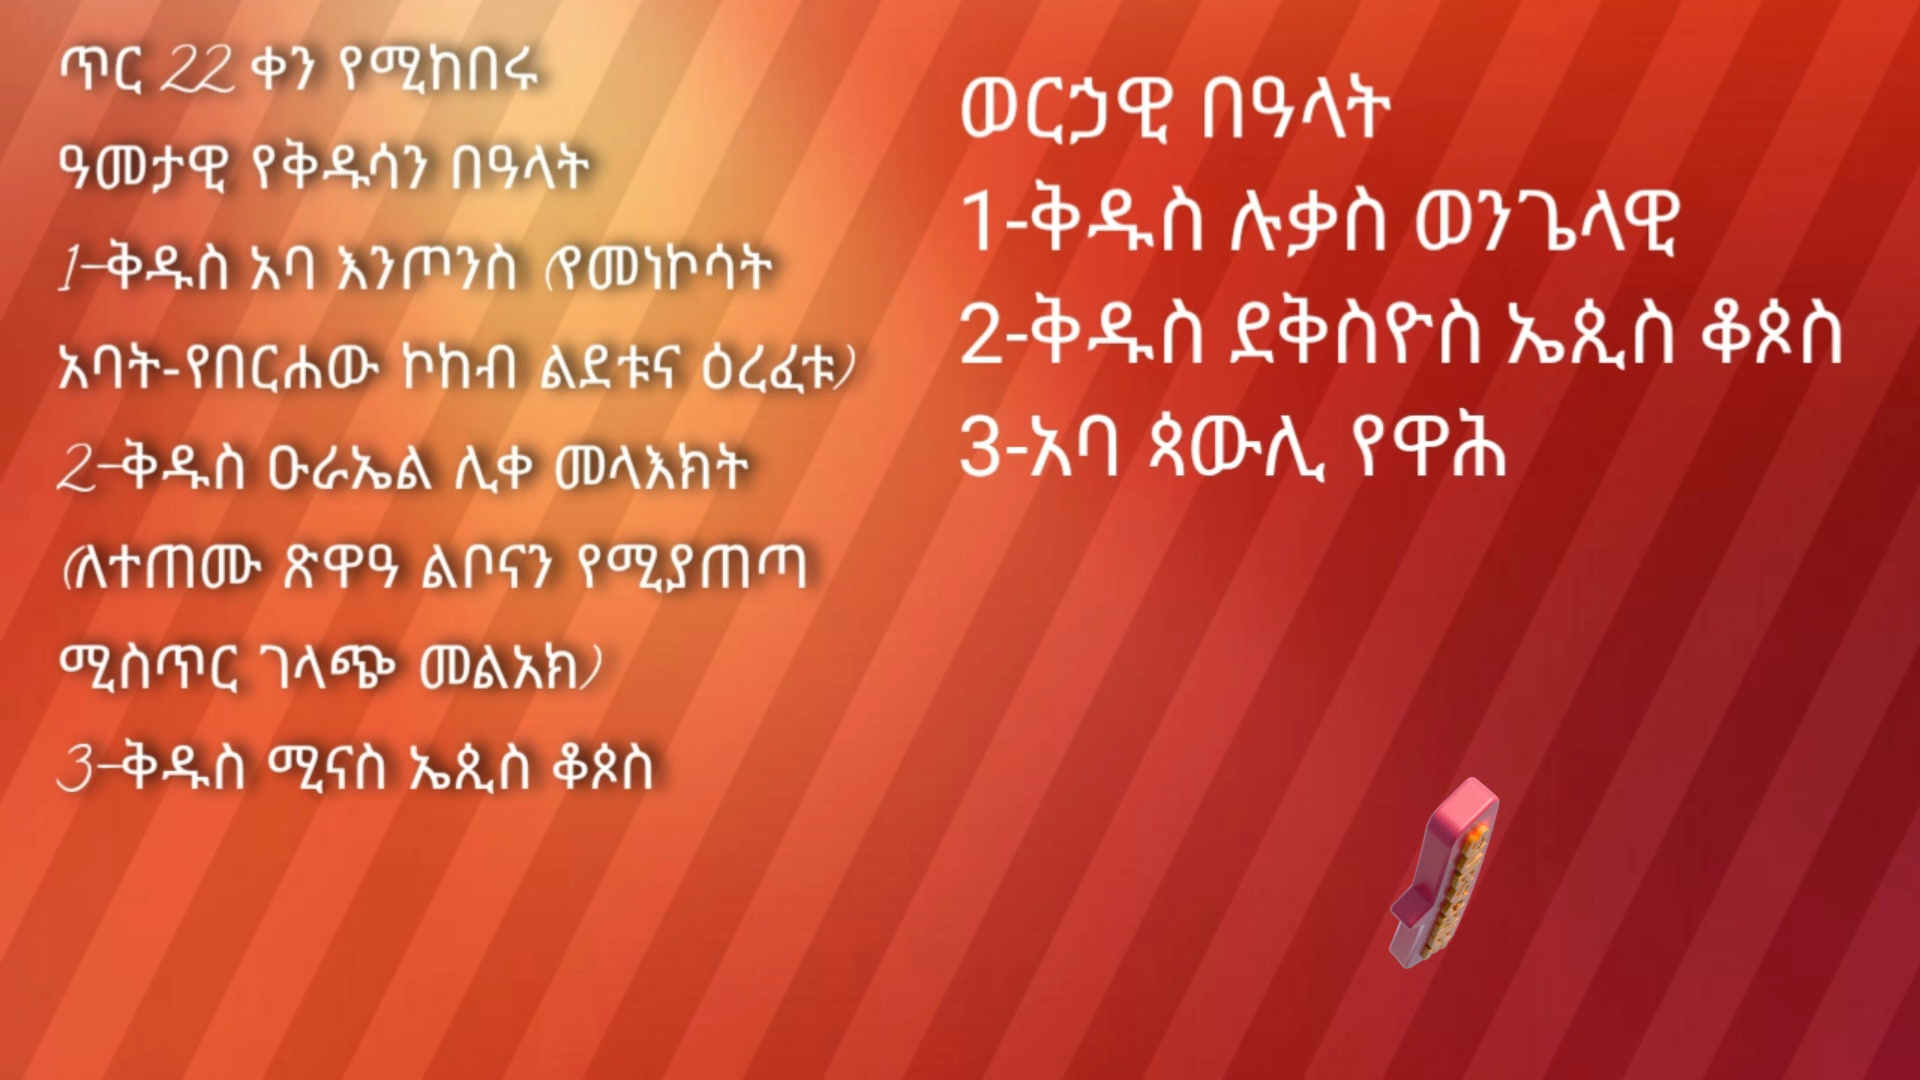 ጥር 22 ቀን የሚከበሩ
ዓመታዊ የቅዱሳን በዓላት
1-ቅዱስ አባ እንጦንስ (የመነኮሳት
አባት-የበርሐው ኮከብ ልደቱና ዕረፈቱ)
2-ቅዱስ ዑራኤል ሊቀ መላእክት
(ለተጠሙ ጽዋዓ ልቦናን የሚያጠጣ
ሚስጥር ገላጭ መልአክ)
3-ቅዱስ ሚናስ ኤጲስ ቆጶስ
ወርኃዊ በዓላት
1-ቅዱስ ሉቃስ ወንጌላዊ
2-ቅዱስ ደቅስዮስ ኤጲስ ቆጶስ
3-አባ ጳውሊ የዋሕ